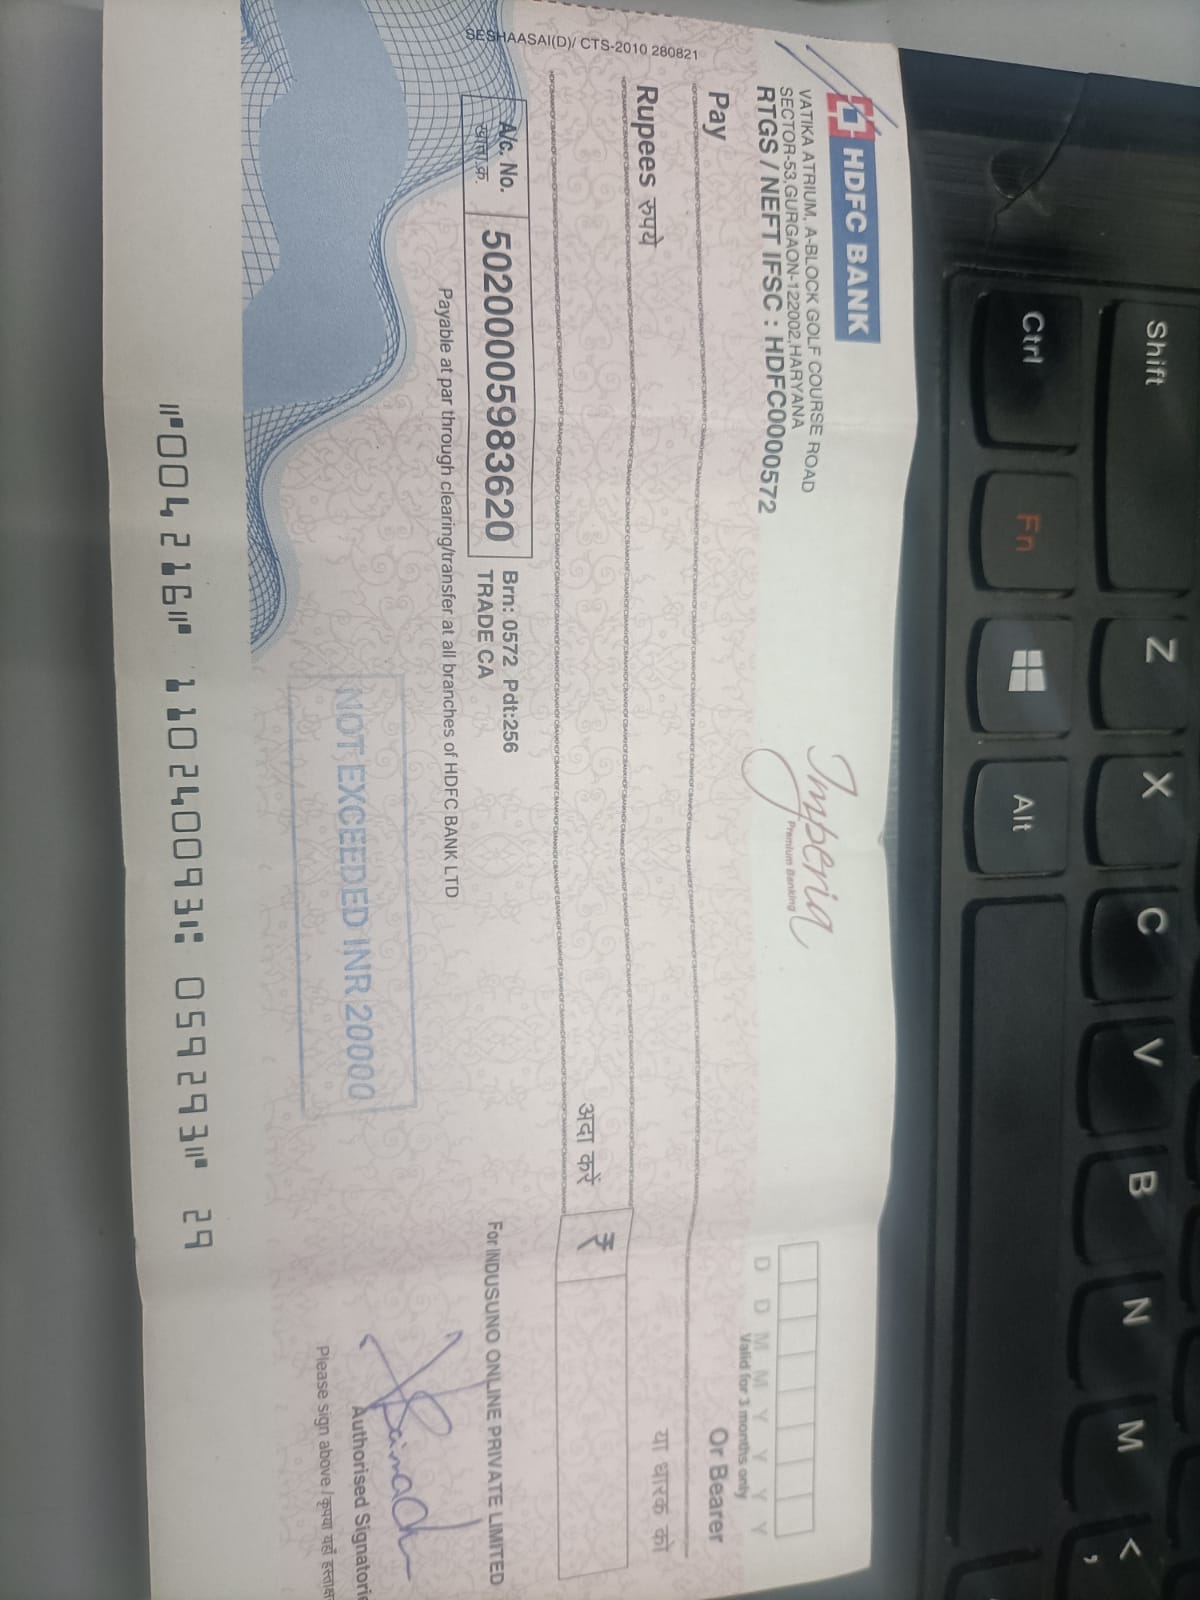 SESHAASAI(D)/ CTS-2010 280821
HDFC BANK
VATIKA ATRIUM, A-BLOCK GOLF COURSE ROAD
SECTOR-53,GURGAON-122002,HARYANA
RTGS / NEFT IFSC : HDFC0000572
Imperia
Premium Banking
D D M M Y Y Y Y
Valid for 3 months only
Pay
Or Bearer
या धारक को
Rupees रुपये
अदा करें
₹
A/c. No.
खाता क्र.
50200005983620
Brn: 0572 Pdt:256
TRADE CA
For INDUSUNO ONLINE PRIVATE LIMITED
Payable at par through clearing/transfer at all branches of HDFC BANK LTD
NOT EXCEEDED INR 20000
Authorised Signatories
Please sign above / कृपया यहाँ हस्ताक्षर
⑈004216⑈ 110240093⑆ 059293⑈ 29
Shift
Z
X
C
V
B
N
M
<
,
Ctrl
Fn
Alt